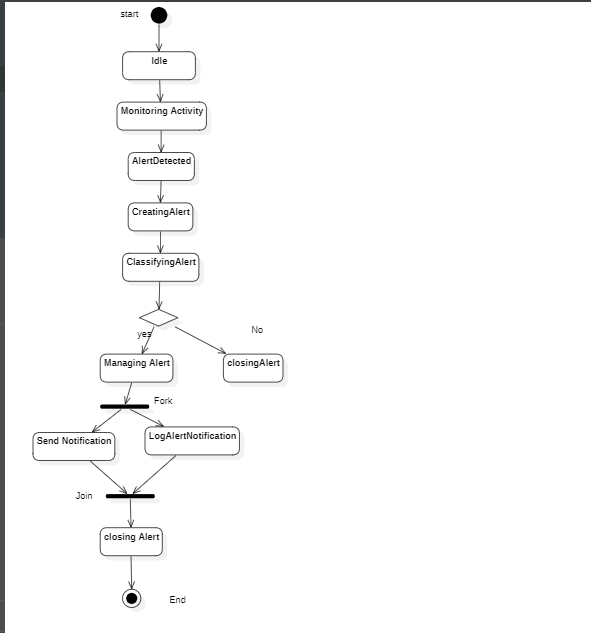 start
Idle
Monitoring Activity
AlertDetected
CreatingAlert
ClassifyingAlert
yes
No
Managing Alert
closingAlert
Fork
Send Notification
LogAlertNotification
Join
closing Alert
End